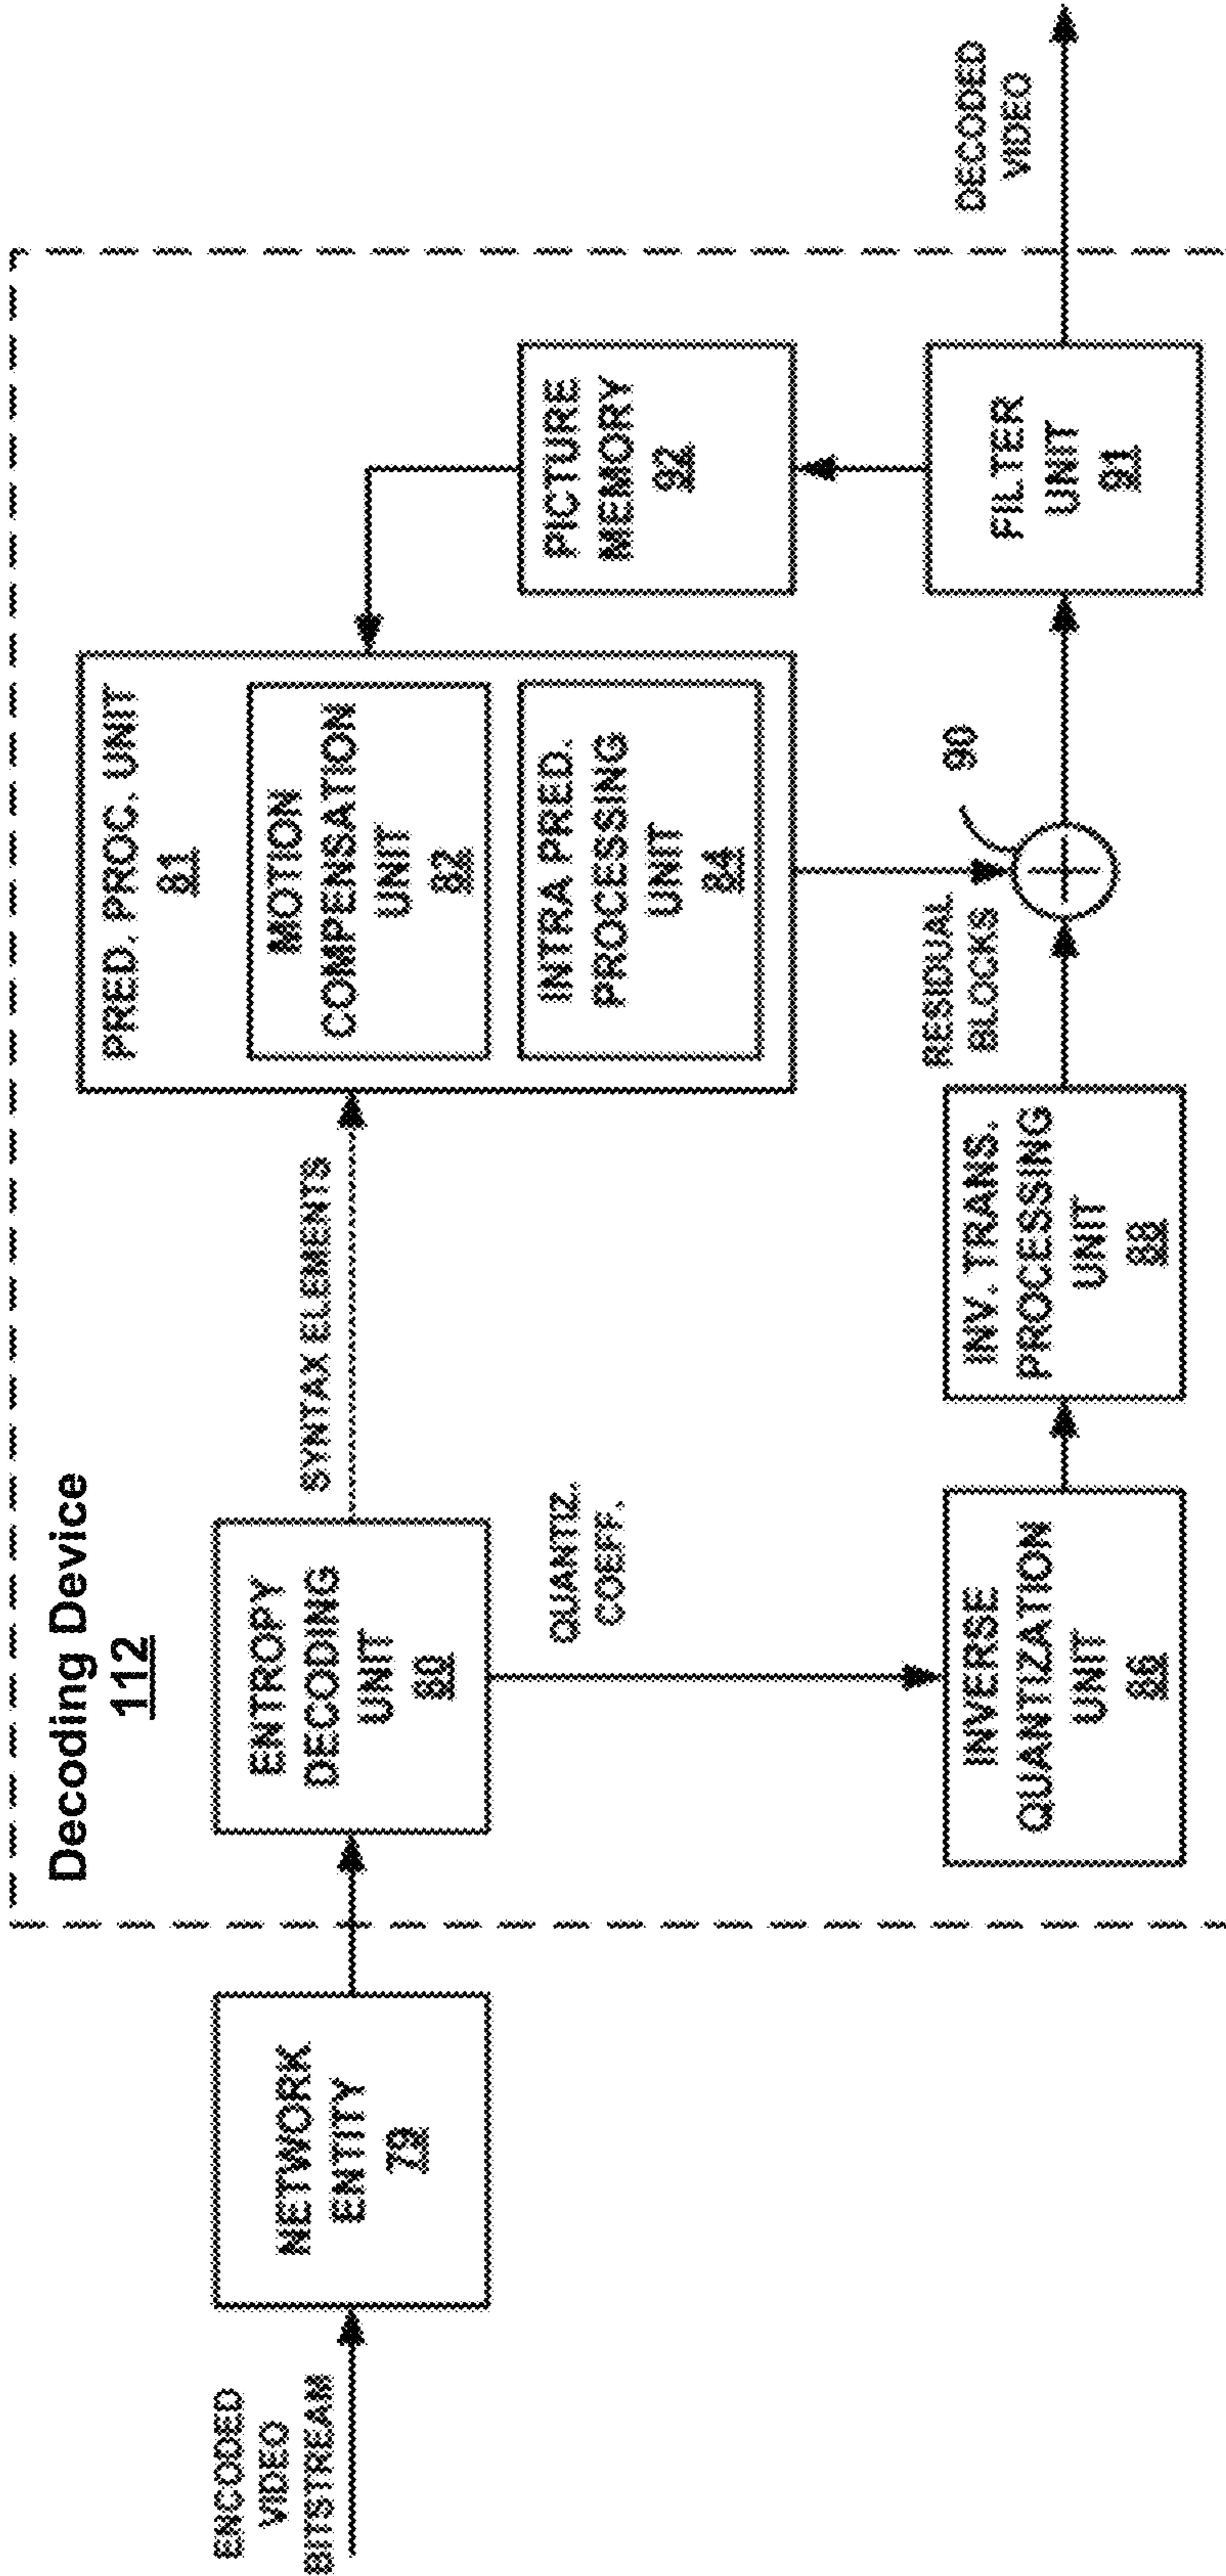 Decoding Device
112
ENCODED
VIDEO
BITSTREAM
NETWORK
ENTITY
79
ENTROPY
DECODING
UNIT
80
SYNTAX ELEMENTS
QUANTIZ.
COEFF.
PRED. PROC. UNIT
81
MOTION
COMPENSATION
UNIT
82
INTRA PRED.
PROCESSING
UNIT
84
PICTURE
MEMORY
92
INVERSE
QUANTIZATION
UNIT
86
INV. TRANS.
PROCESSING
UNIT
88
RESIDUAL
BLOCKS
90
FILTER
UNIT
91
DECODED
VIDEO